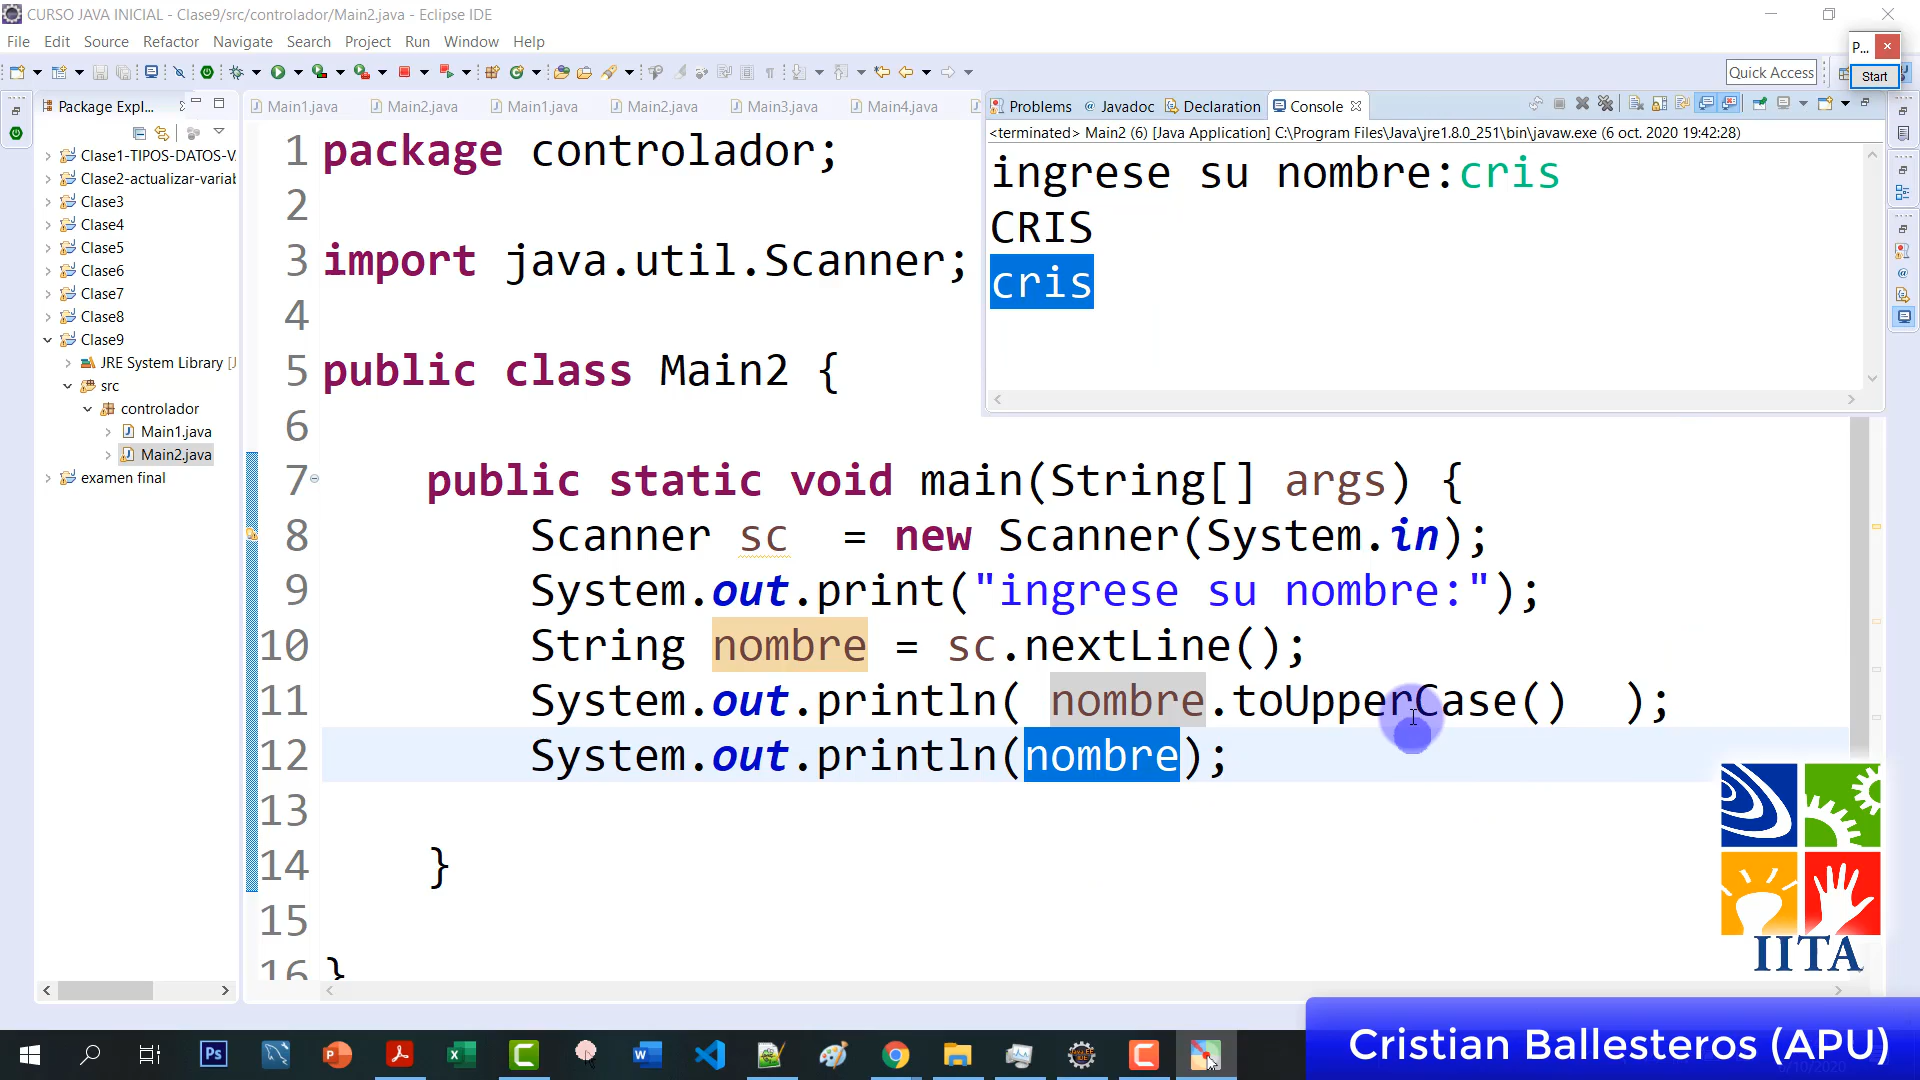 CURSO JAVA INICIAL - Clase9/src/controlador/Main2.java - Eclipse IDE
File Edit Source Refactor Navigate Search Project Run Window Help
P...
Start
Quick Access
Package Expl...
Main1.java Main2.java Main1.java Main2.java Main3.java Main4.java
Problems Javadoc Declaration Console
<terminated> Main2 (6) [Java Application] C:\Program Files\Java\jre1.8.0_251\bin\javaw.exe (6 oct. 2020 19:42:28)
ingrese su nombre:cris
CRIS
cris
Clase1-TIPOS-DATOS-V
Clase2-actualizar-variab
Clase3
Clase4
Clase5
Clase6
Clase7
Clase8
Clase9
JRE System Library [J
src
controlador
Main1.java
Main2.java
examen final
1 package controlador;
2
3 import java.util.Scanner;
4
5 public class Main2 {
6
7 public static void main(String[] args) {
8 Scanner sc = new Scanner(System.in);
9 System.out.print("ingrese su nombre:");
10 String nombre = sc.nextLine();
11 System.out.println( nombre.toUpperCase() );
12 System.out.println(nombre);
13
14 }
15
16 }
IITA
Cristian Ballesteros (APU)